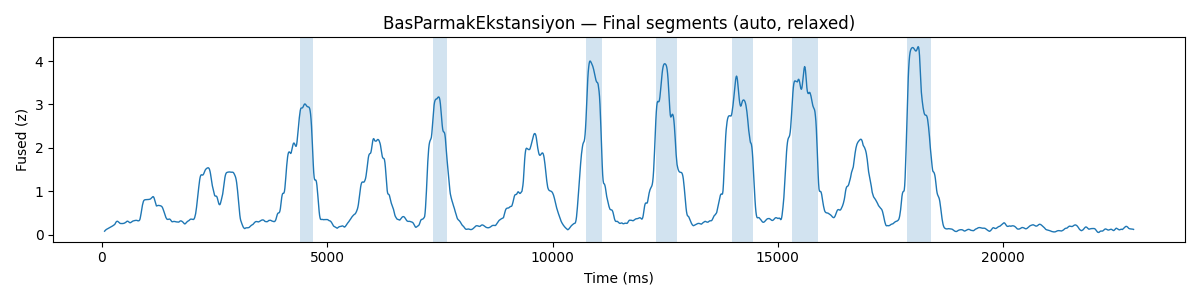 BasParmakEkstansiyon — Final segments (auto, relaxed)
Fused (z)
4
3
2
1
0
0 5000 10000 15000 20000
Time (ms)